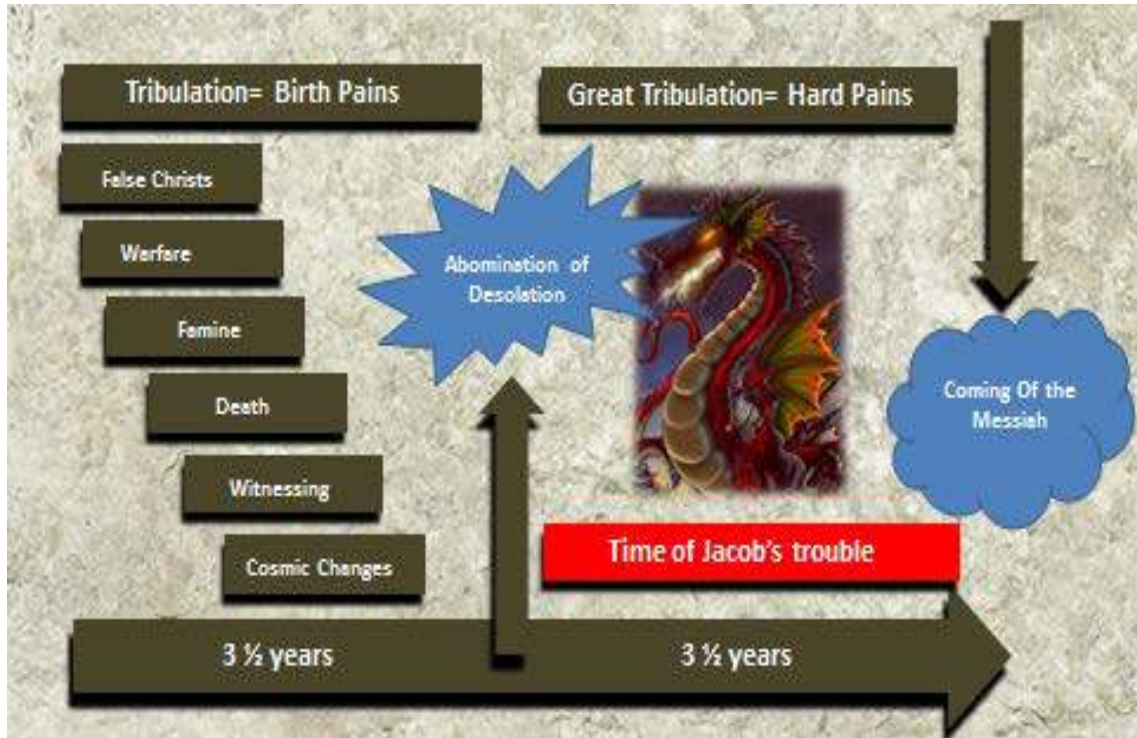 Tribulation= Birth Pains
Great Tribulation= Hard Pains
False Christs
Warfare
Famine
Death
Witnessing
Cosmic Changes
Abomination of
Desolation
Coming Of the
Messiah
Time of Jacob's trouble
3 ½ years
3 ½ years